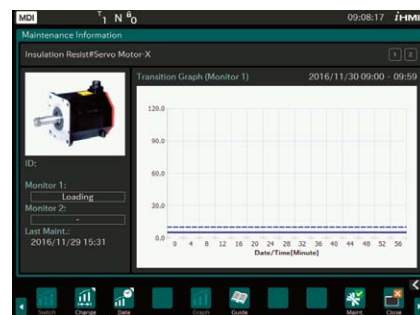 MDI T1 N B0 09:08:17 iHMI
Maintenance Information
Insulation Resist#Servo Motor-X 1 2
Transition Graph (Monitor 1) 2016/11/30 09:00 - 09:59
120.0
90.0
60.0
30.0
0.0
0 4 8 12 16 20 24 28 32 36 40 44 48 52 56
Date/Time[Minute]
ID:
Monitor 1:
Loading
Monitor 2:
-
Last Maint.:
2016/11/29 15:31
Switch Change Date Graph Guide Maint. Close